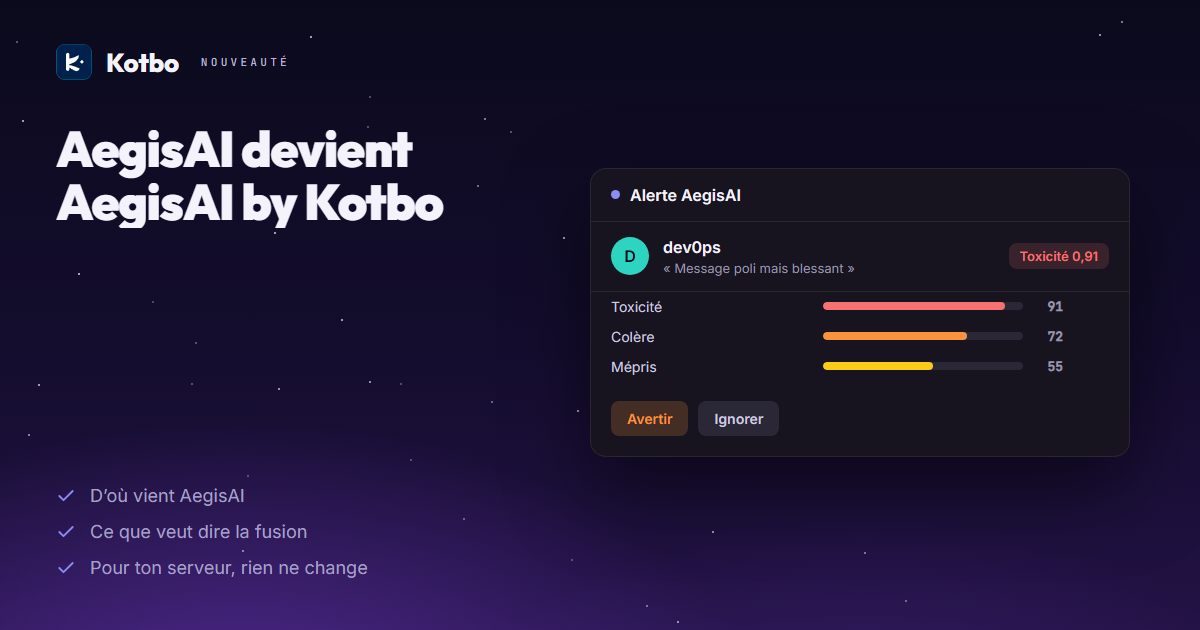 Kotbo NOUVEAUTÉ
AegisAI devient
AegisAI by Kotbo
D’où vient AegisAI
Ce que veut dire la fusion
Pour ton serveur, rien ne change
Alerte AegisAI
D
dev0ps
« Message poli mais blessant »
Toxicité 0,91
Toxicité 91
Colère 72
Mépris 55
Avertir Ignorer